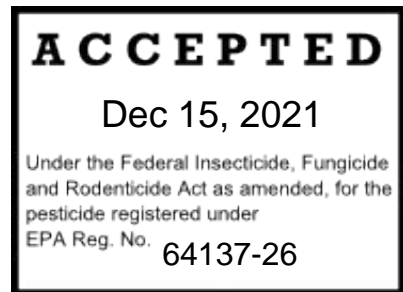 ACCEPTED
Dec 15, 2021
Under the Federal Insecticide, Fungicide
and Rodenticide Act as amended, for the
pesticide registered under
EPA Reg. No. 64137-26